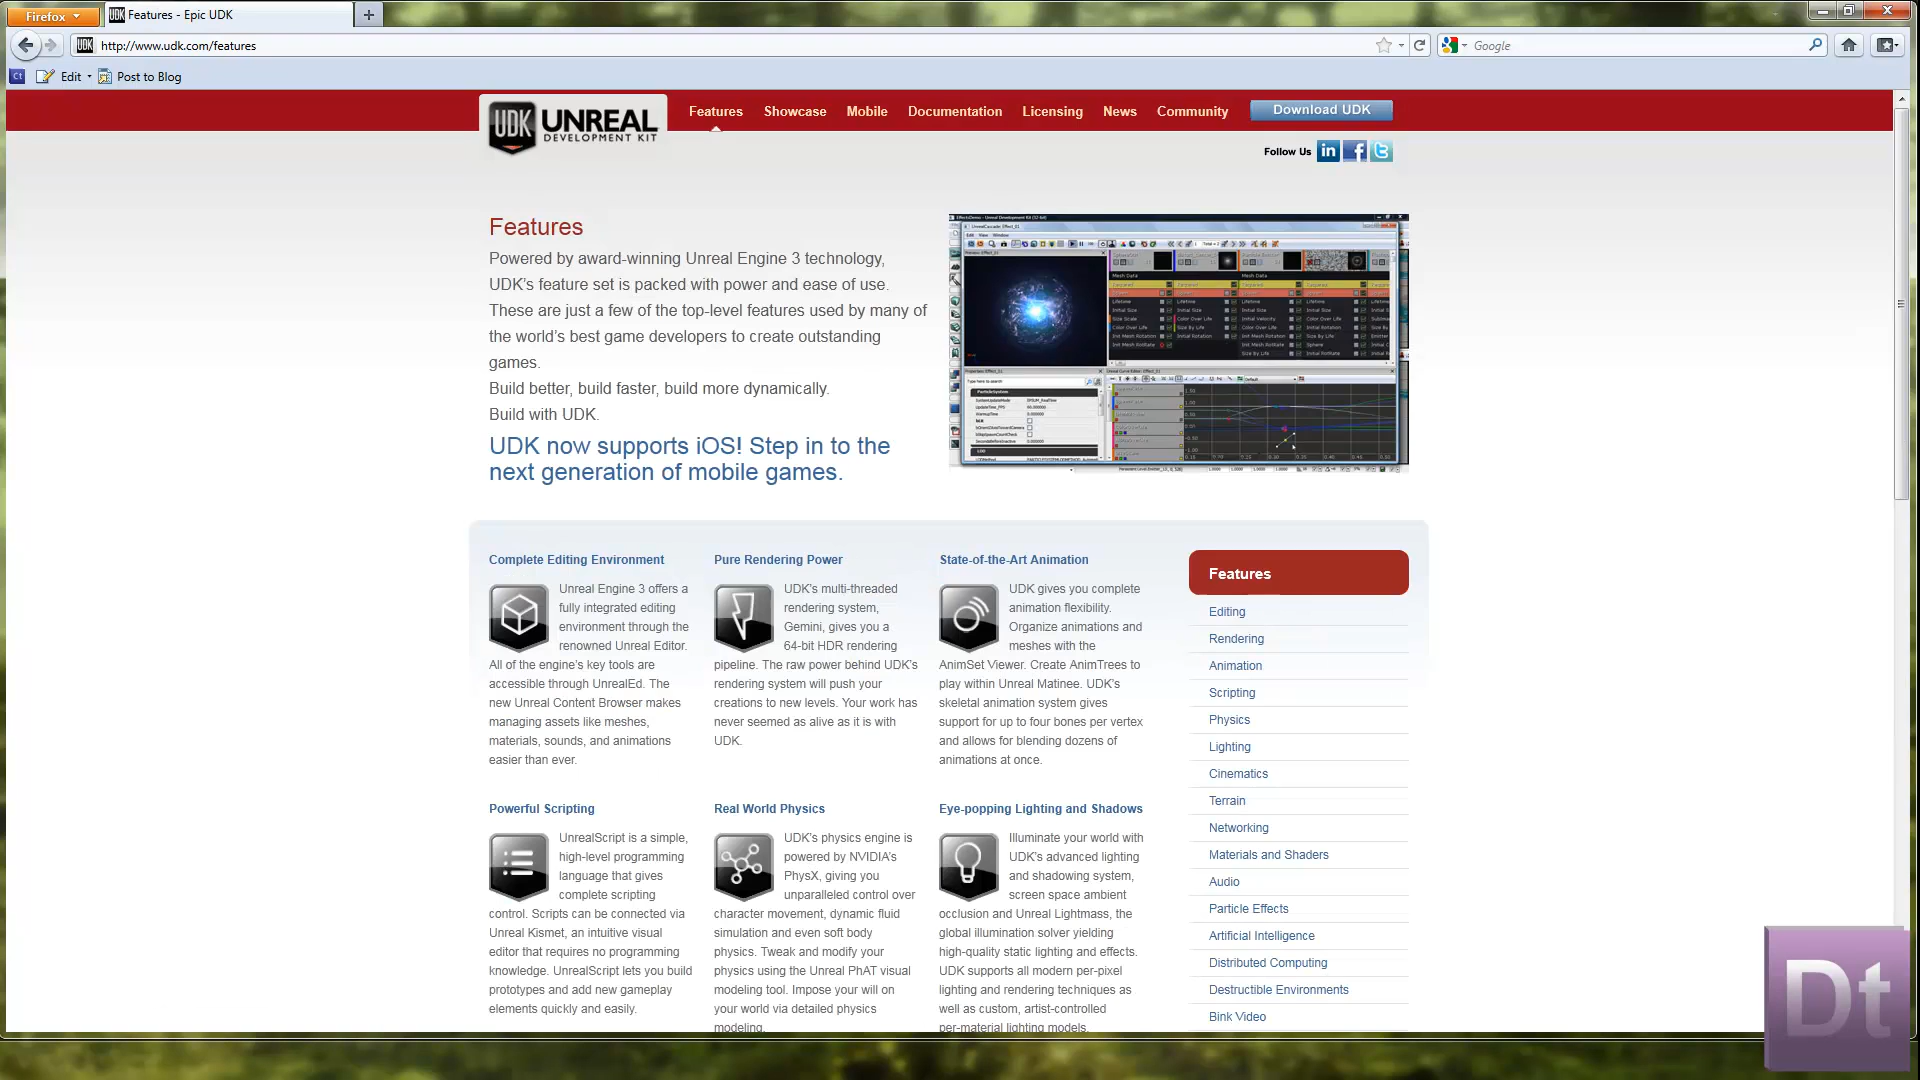 Firefox
Features - Epic UDK
http://www.udk.com/features
Google
Edit
Post to Blog
UDK UNREAL
DEVELOPMENT KIT
Features
Showcase
Mobile
Documentation
Licensing
News
Community
Download UDK
Follow Us
Features
Powered by award-winning Unreal Engine 3 technology,
UDK's feature set is packed with power and ease of use.
These are just a few of the top-level features used by many of
the world's best game developers to create outstanding
games.
Build better, build faster, build more dynamically.
Build with UDK.
UDK now supports iOS! Step in to the
next generation of mobile games.
Complete Editing Environment
Unreal Engine 3 offers a
fully integrated editing
environment through the
renowned Unreal Editor.
All of the engine's key tools are
accessible through UnrealEd. The
new Unreal Content Browser makes
managing assets like meshes,
materials, sounds, and animations
easier than ever.
Pure Rendering Power
UDK's multi-threaded
rendering system,
Gemini, gives you a
64-bit HDR rendering
pipeline. The raw power behind UDK's
rendering system will push your
creations to new levels. Your work has
never seemed as alive as it is with
UDK.
State-of-the-Art Animation
UDK gives you complete
animation flexibility.
Organize animations and
meshes with the
AnimSet Viewer. Create AnimTrees to
play within Unreal Matinee. UDK's
skeletal animation system gives
support for up to four bones per vertex
and allows for blending dozens of
animations at once.
Powerful Scripting
UnrealScript is a simple,
high-level programming
language that gives
complete scripting
control. Scripts can be connected via
Unreal Kismet, an intuitive visual
editor that requires no programming
knowledge. UnrealScript lets you build
prototypes and add new gameplay
elements quickly and easily.
Real World Physics
UDK's physics engine is
powered by NVIDIA's
PhysX, giving you
unparalleled control over
character movement, dynamic fluid
simulation and even soft body
physics. Tweak and modify your
physics using the Unreal PhAT visual
modeling tool. Impose your will on
your world via detailed physics
modeling.
Eye-popping Lighting and Shadows
Illuminate your world with
UDK's advanced lighting
and shadowing system,
screen space ambient
occlusion and Unreal Lightmass, the
global illumination solver yielding
high-quality static lighting and effects.
UDK supports all modern per-pixel
lighting and rendering techniques as
well as custom, artist-controlled
per-material lighting models.
Features
Editing
Rendering
Animation
Scripting
Physics
Lighting
Cinematics
Terrain
Networking
Materials and Shaders
Audio
Particle Effects
Artificial Intelligence
Distributed Computing
Destructible Environments
Bink Video
Dt